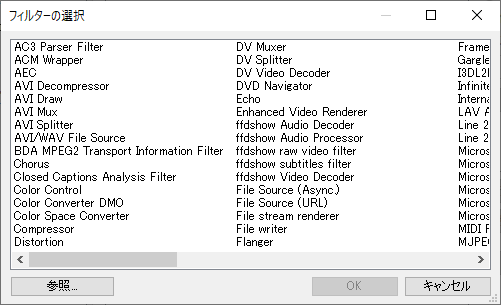 フィルターの選択
AC3 Parser Filter
ACM Wrapper
AEC
AVI Decompressor
AVI Draw
AVI Mux
AVI Splitter
AVI/WAV File Source
BDA MPEG2 Transport Information Filter
Chorus
Closed Captions Analysis Filter
Color Control
Color Converter DMO
Color Space Converter
Compressor
Distortion
DV Muxer
DV Splitter
DV Video Decoder
DVD Navigator
Echo
Enhanced Video Renderer
ffdshow Audio Decoder
ffdshow Audio Processor
ffdshow raw video filter
ffdshow subtitles filter
ffdshow Video Decoder
File Source (Async.)
File Source (URL)
File stream renderer
File writer
Flanger
Frame
Gargle
I3DL2
Infinite
Interna
LAV A
Line 2
Line 2
Micros
Micros
Micros
Micros
Micros
Micros
MIDI F
MJPE
参照...
OK
キャンセル